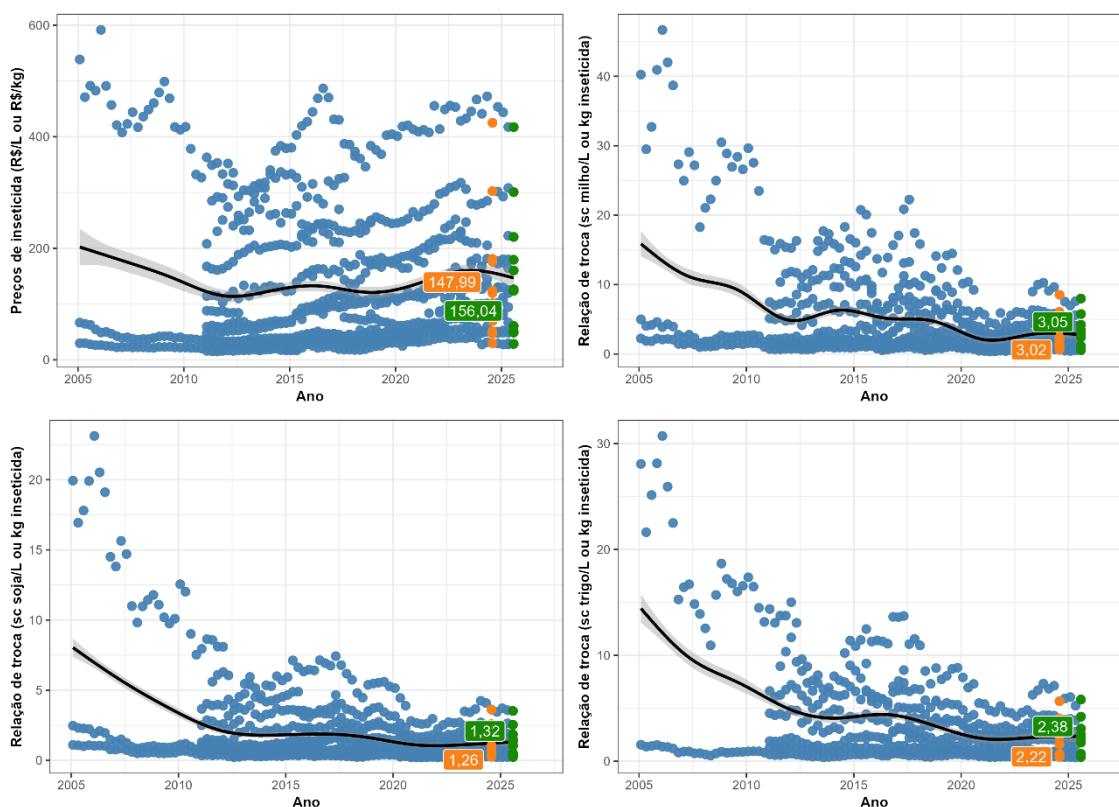 Preços de inseticida (R$/L ou R$/kg)
600
400
200
0
147,99
156,04
2005 2010 2015 2020 2025
Ano
Relação de troca (sc milho/L ou kg inseticida)
40
30
20
10
0
3,05
3,02
2005 2010 2015 2020 2025
Ano
Relação de troca (sc soja/L ou kg inseticida)
20
15
10
5
0
1,32
1,26
2005 2010 2015 2020 2025
Ano
Relação de troca (sc trigo/L ou kg inseticida)
30
20
10
0
2,38
2,22
2005 2010 2015 2020 2025
Ano